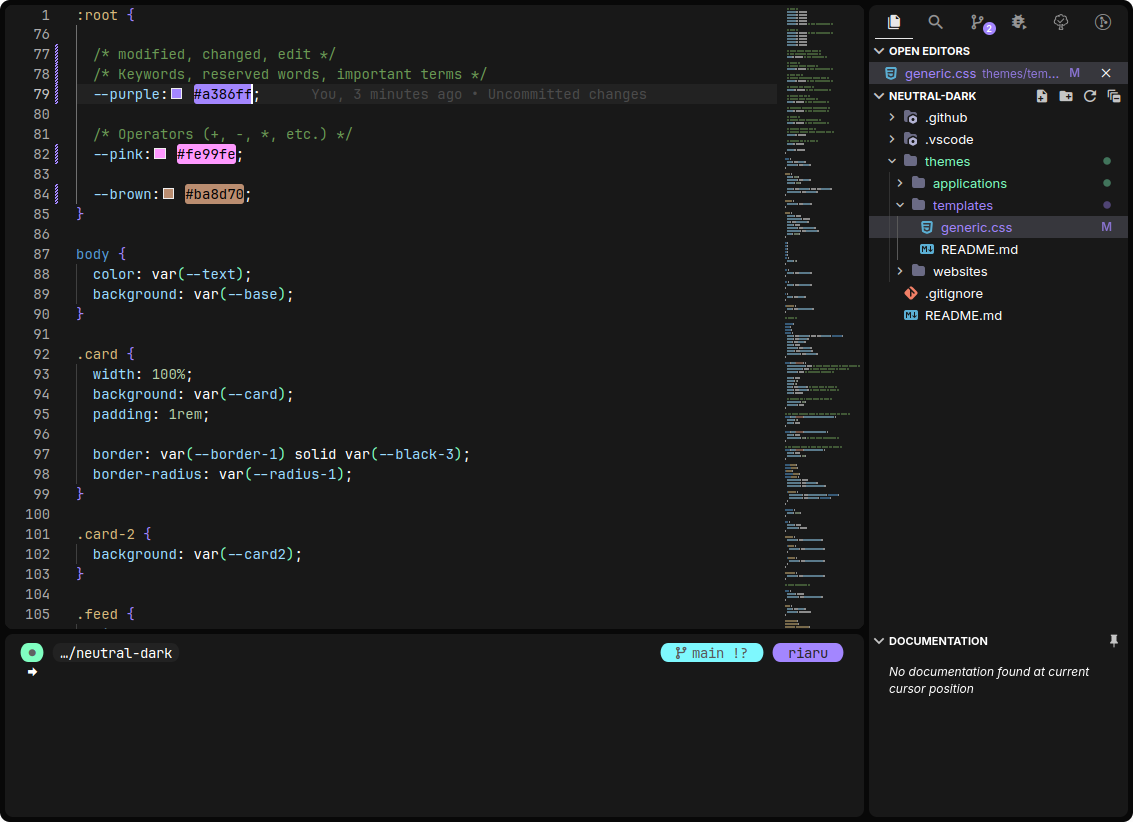 1 :root {
76
77 /* modified, changed, edit */
78 /* Keywords, reserved words, important terms */
79 --purple: #a386ff; You, 3 minutes ago • Uncommitted changes
80
81 /* Operators (+, -, *, etc.) */
82 --pink: #fe99fe;
83
84 --brown: #ba8d70;
85 }
86
87 body {
88 color: var(--text);
89 background: var(--base);
90 }
91
92 .card {
93 width: 100%;
94 background: var(--card);
95 padding: 1rem;
96
97 border: var(--border-1) solid var(--black-3);
98 border-radius: var(--radius-1);
99 }
100
101 .card-2 {
102 background: var(--card2);
103 }
104
105 .feed {
…/neutral-dark
main !?
riaru
➜
2
OPEN EDITORS
generic.css themes/tem... M
NEUTRAL-DARK
.github
.vscode
themes
applications
templates
generic.css M
README.md
websites
.gitignore
README.md
DOCUMENTATION
No documentation found at current
cursor position